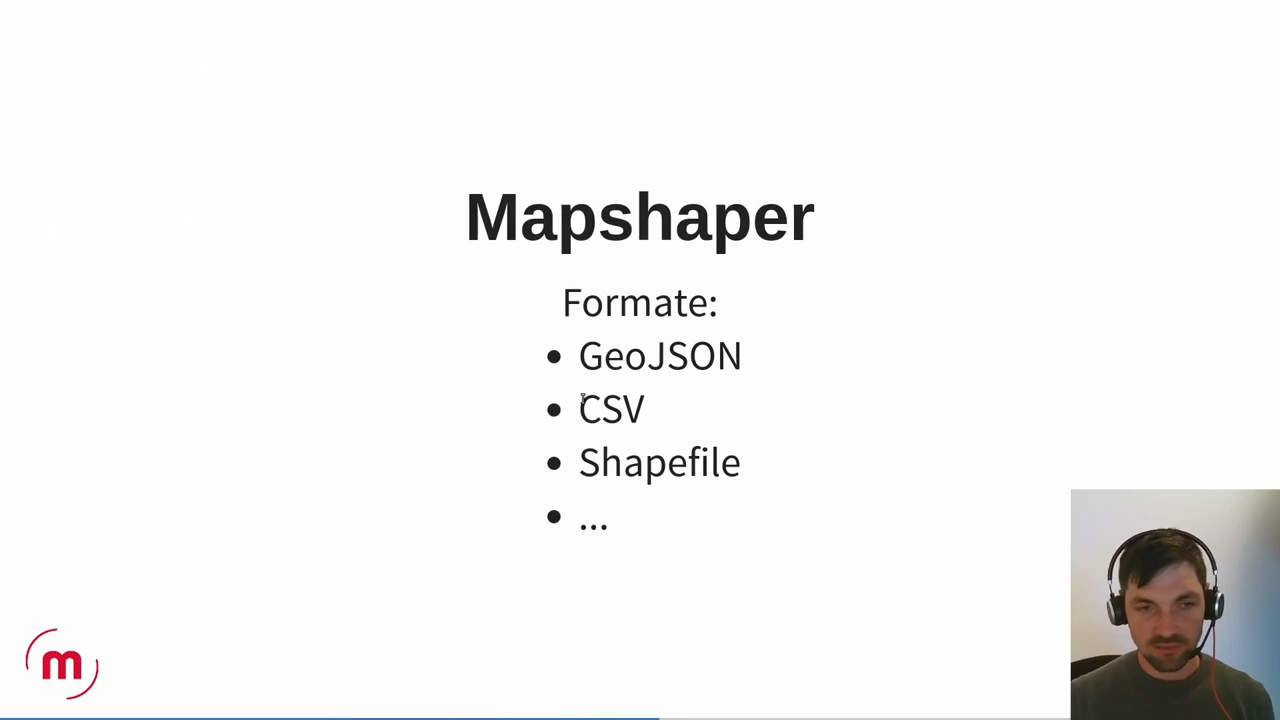 Mapshaper
Formate:
• GeoJSON
• CSV
• Shapefile
• ...
m